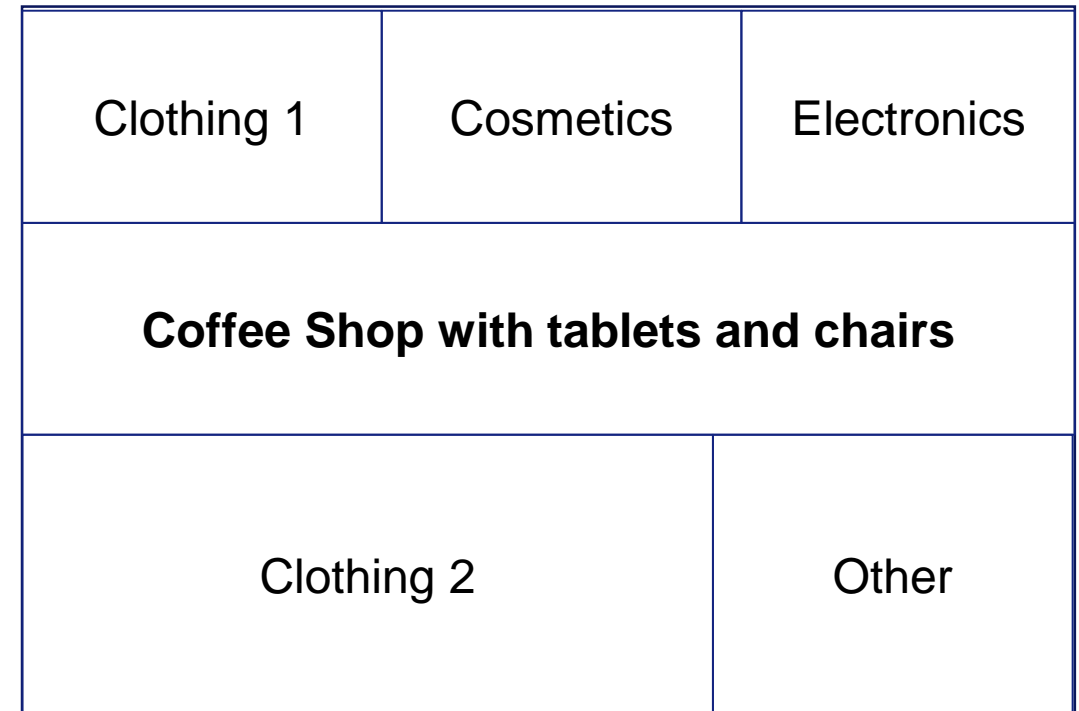 Clothing 1
Cosmetics
Electronics
Coffee Shop with tablets and chairs
Clothing 2
Other